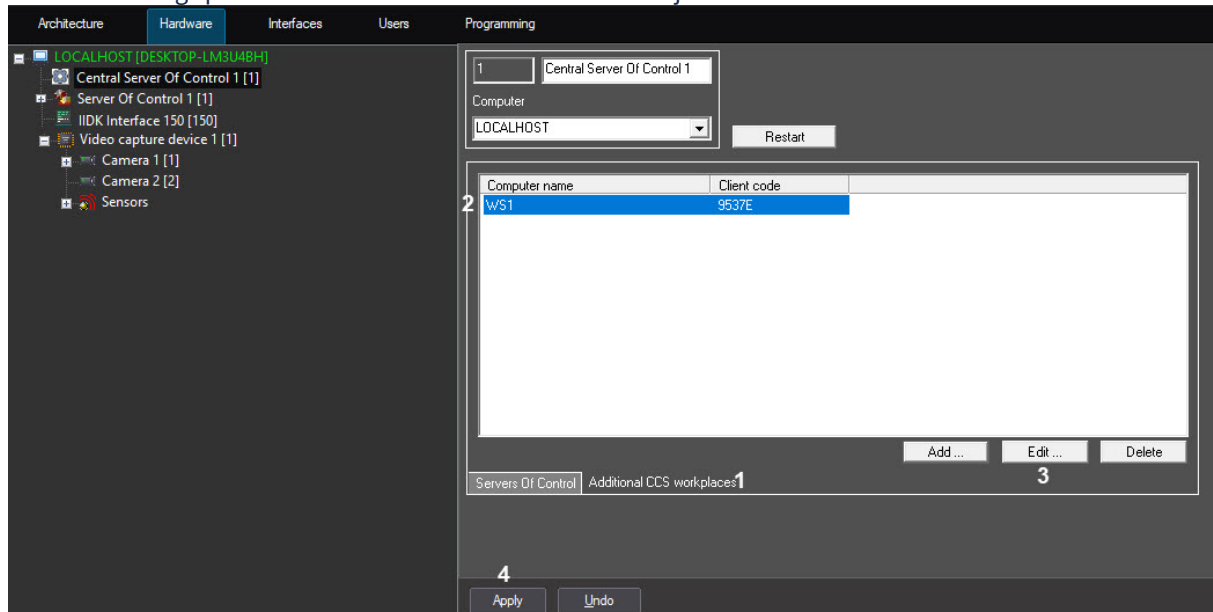 Architecture Hardware Interfaces Users Programming
LOCALHOST [DESKTOP-LM3U4BH]
Central Server Of Control 1 [1]
Server Of Control 1 [1]
IIDK Interface 150 [150]
Video capture device 1 [1]
Camera 1 [1]
Camera 2 [2]
Sensors
1 Central Server Of Control 1
Computer
LOCALHOST
Restart
Computer name Client code
2 WS1 9537E
Add ... Edit ... Delete
3
Servers Of Control Additional CCS workplaces 1
4
Apply Undo